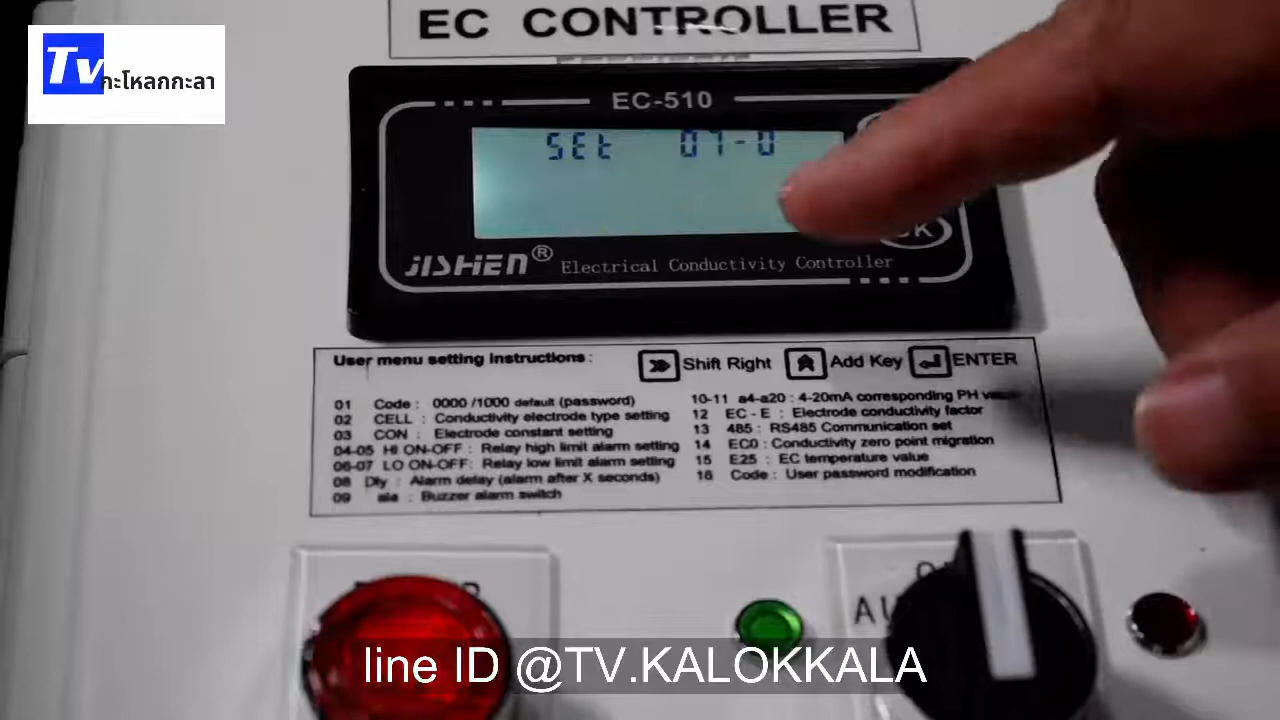 EC CONTROLLER
Tv กะโหลกกะลา
EC-510
SEt 01-0
JISHEN® Electrical Conductivity Controller
User menu setting instructions : Shift Right Add Key ENTER
01 Code : 0000 /1000 default (password)
02 CELL : Conductivity electrode type setting
03 CON : Electrode constant setting
04-05 HI ON-OFF : Relay high limit alarm setting
06-07 LO ON-OFF: Relay low limit alarm setting
08 Dly : Alarm delay (alarm after X seconds)
09 ala : Buzzer alarm switch
10-11 a4-a20 : 4-20mA corresponding PH
12 EC - E : Electrode conductivity factor
13 485 : RS485 Communication set
14 EC0 : Conductivity zero point migration
15 E25 : EC temperature value
16 Code : User password modification
line ID @TV.KALOKKALA